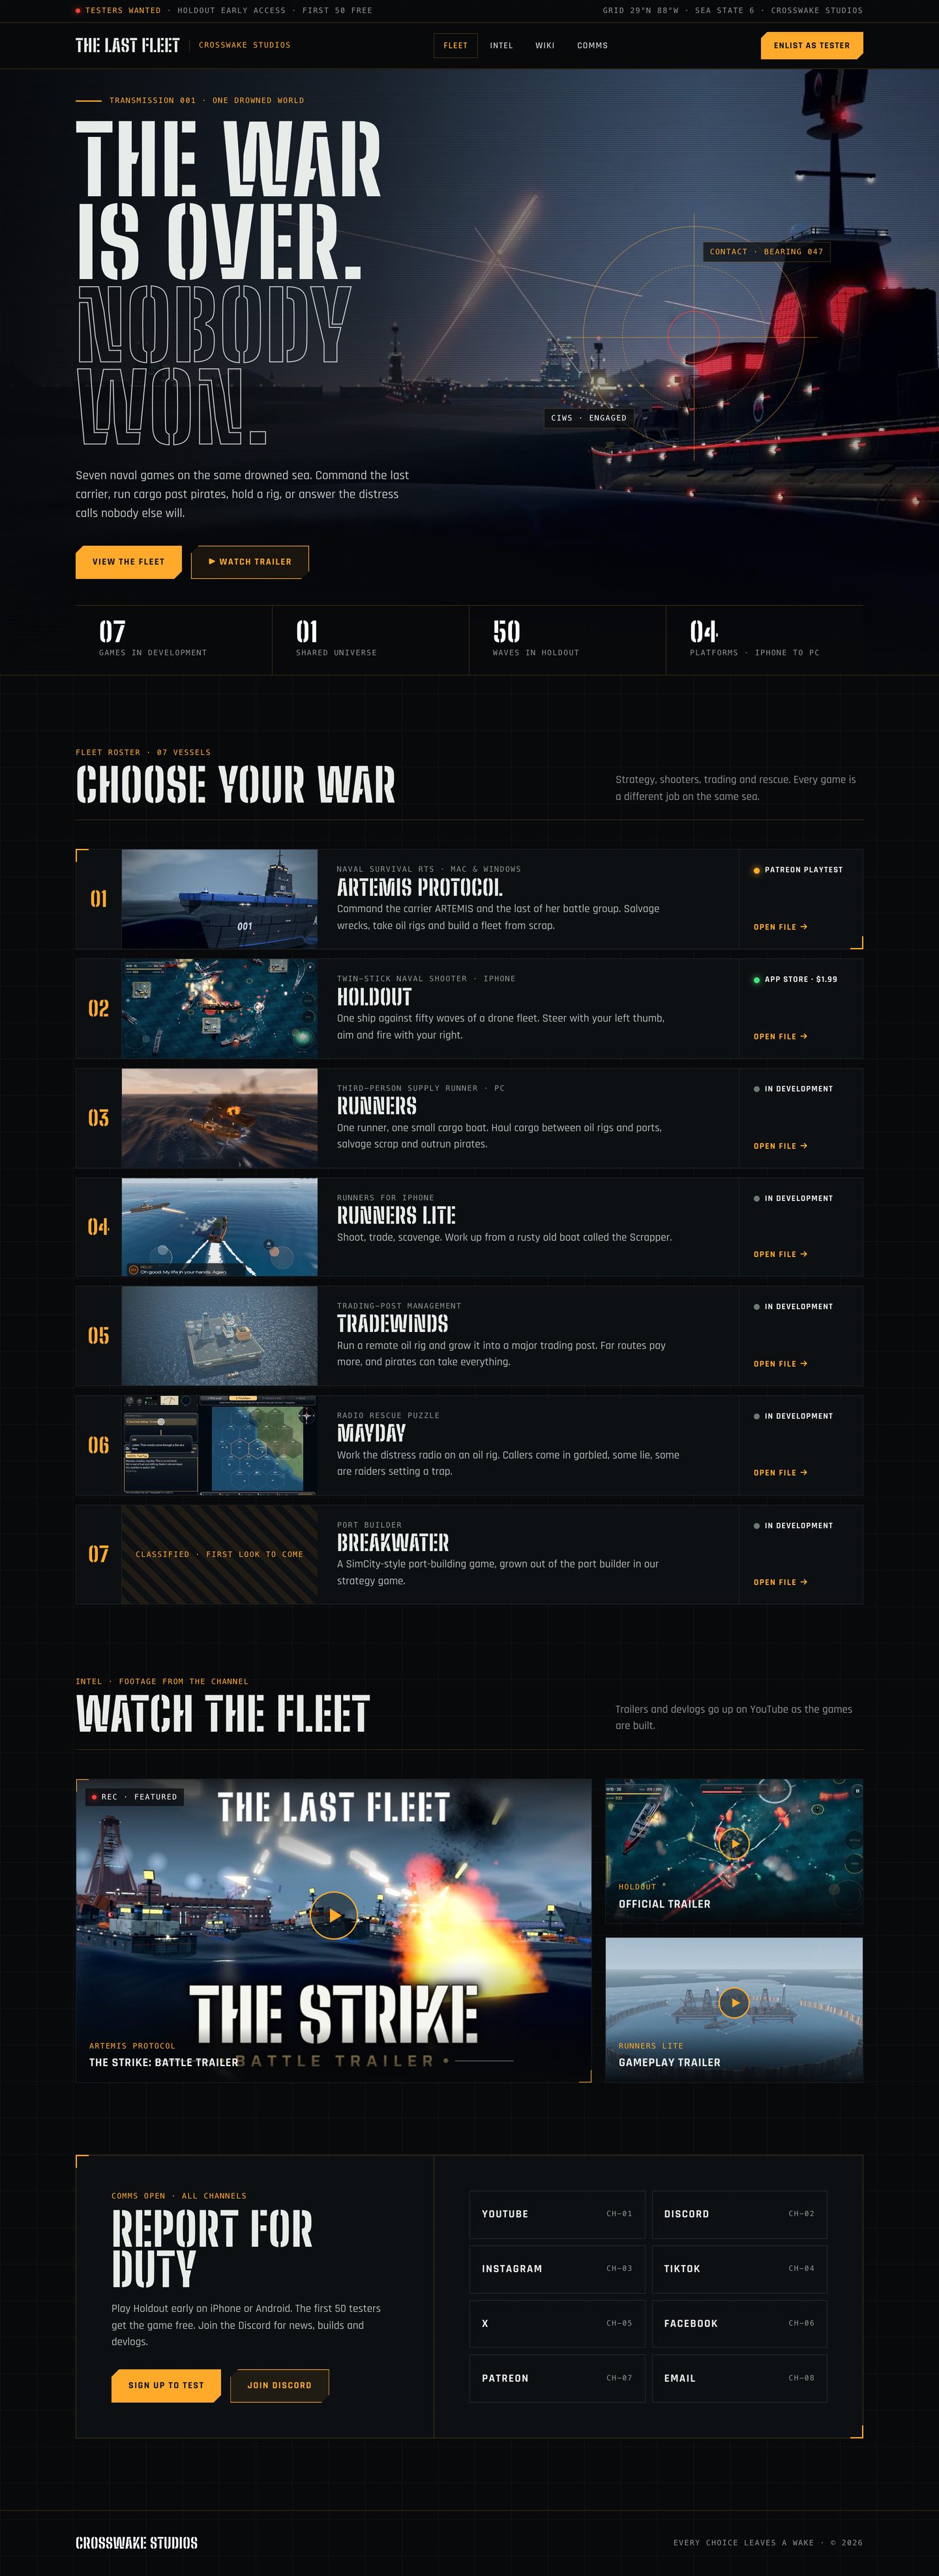 TESTERS WANTED · HOLDOUT EARLY ACCESS · FIRST 50 FREE
GRID 29°N 88°W · SEA STATE 6 · CROSSWAKE STUDIOS
THE LAST FLEET
CROSSWAKE STUDIOS
FLEET
INTEL
WIKI
COMMS
ENLIST AS TESTER
TRANSMISSION 001 · ONE DROWNED WORLD
THE WAR
IS OVER.
NOBODY
WON.
CONTACT · BEARING 047
CIWS · ENGAGED
Seven naval games on the same drowned sea. Command the last
carrier, run cargo past pirates, hold a rig, or answer the distress
calls nobody else will.
VIEW THE FLEET
▶ WATCH TRAILER
07
GAMES IN DEVELOPMENT
01
SHARED UNIVERSE
50
WAVES IN HOLDOUT
04
PLATFORMS · IPHONE TO PC
FLEET ROSTER · 07 VESSELS
CHOOSE YOUR WAR
Strategy, shooters, trading and rescue. Every game is
a different job on the same sea.
01
001
NAVAL SURVIVAL RTS · MAC & WINDOWS
ARTEMIS PROTOCOL
Command the carrier ARTEMIS and the last of her battle group. Salvage
wrecks, take oil rigs and build a fleet from scrap.
PATREON PLAYTEST
OPEN FILE →
02
TWIN-STICK NAVAL SHOOTER · IPHONE
HOLDOUT
One ship against fifty waves of a drone fleet. Steer with your left thumb,
aim and fire with your right.
APP STORE · $1.99
OPEN FILE →
03
THIRD-PERSON SUPPLY RUNNER · PC
RUNNERS
One runner, one small cargo boat. Haul cargo between oil rigs and ports,
salvage scrap and outrun pirates.
IN DEVELOPMENT
OPEN FILE →
04
Oh good. My life in your hands. Again.
RUNNERS FOR IPHONE
RUNNERS LITE
Shoot, trade, scavenge. Work up from a rusty old boat called the Scrapper.
IN DEVELOPMENT
OPEN FILE →
05
TRADING-POST MANAGEMENT
TRADEWINDS
Run a remote oil rig and grow it into a major trading post. Far routes pay
more, and pirates can take everything.
IN DEVELOPMENT
OPEN FILE →
06
RADIO RESCUE PUZZLE
MAYDAY
Work the distress radio on an oil rig. Callers come in garbled, some lie, some
are raiders setting a trap.
IN DEVELOPMENT
OPEN FILE →
07
CLASSIFIED · FIRST LOOK TO COME
PORT BUILDER
BREAKWATER
A SimCity-style port-building game, grown out of the port builder in our
strategy game.
IN DEVELOPMENT
OPEN FILE →
INTEL · FOOTAGE FROM THE CHANNEL
WATCH THE FLEET
Trailers and devlogs go up on YouTube as the games
are built.
REC · FEATURED
THE LAST FLEET
THE STRIKE
BATTLE TRAILER
ARTEMIS PROTOCOL
THE STRIKE: BATTLE TRAILER
HOLDOUT
OFFICIAL TRAILER
RUNNERS LITE
GAMEPLAY TRAILER
COMMS OPEN · ALL CHANNELS
REPORT FOR
DUTY
Play Holdout early on iPhone or Android. The first 50 testers
get the game free. Join the Discord for news, builds and
devlogs.
SIGN UP TO TEST
JOIN DISCORD
YOUTUBE CH-01
DISCORD CH-02
INSTAGRAM CH-03
TIKTOK CH-04
X CH-05
FACEBOOK CH-06
PATREON CH-07
EMAIL CH-08
CROSSWAKE STUDIOS
EVERY CHOICE LEAVES A WAKE · © 2026